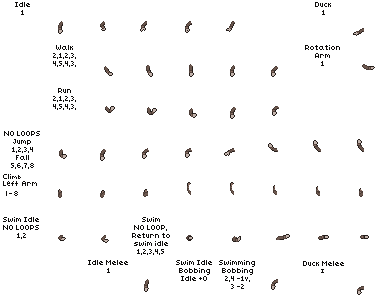 Idle
1
Duck
1
Walk
2,1,2,3,
4,5,4,3,
Rotation
Arm
1
Run
2,1,2,3,
4,5,4,3,
NO LOOPS
Jump
1,2,3,4
Fall
5,6,7,8
Climb
Left Arm
1-8
Swim Idle
NO LOOPS
1,2
Swim
NO LOOP,
Return to
swim idle
1,2,3,4,5
Swim Idle
Bobbing
Idle +0
Swimming
Bobbing
2,4 -1v,
3 -2
Idle Melee
1
Duck Melee
1